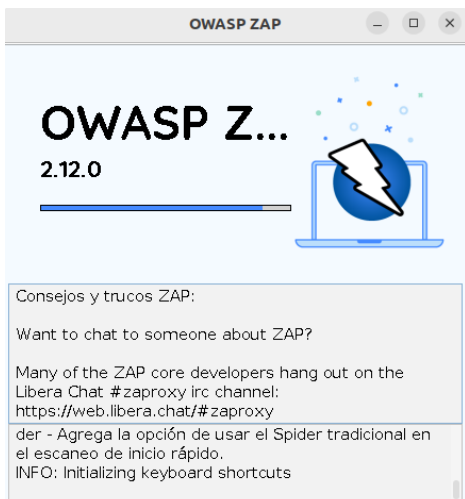 OWASP ZAP
OWASP Z...
2.12.0
Consejos y trucos ZAP:
Want to chat to someone about ZAP?
Many of the ZAP core developers hang out on the
Libera Chat #zaproxy irc channel:
https://web.libera.chat/#zaproxy
der - Agrega la opción de usar el Spider tradicional en
el escaneo de inicio rápido.
INFO: Initializing keyboard shortcuts